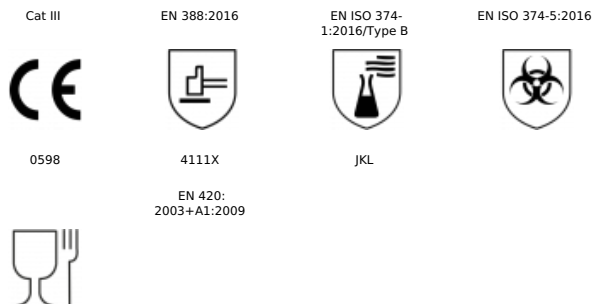 Cat III
EN 388:2016
EN ISO 374-
1:2016/Type B
EN ISO 374-5:2016
CE
0598
4111X
JKL
EN 420:
2003+A1:2009